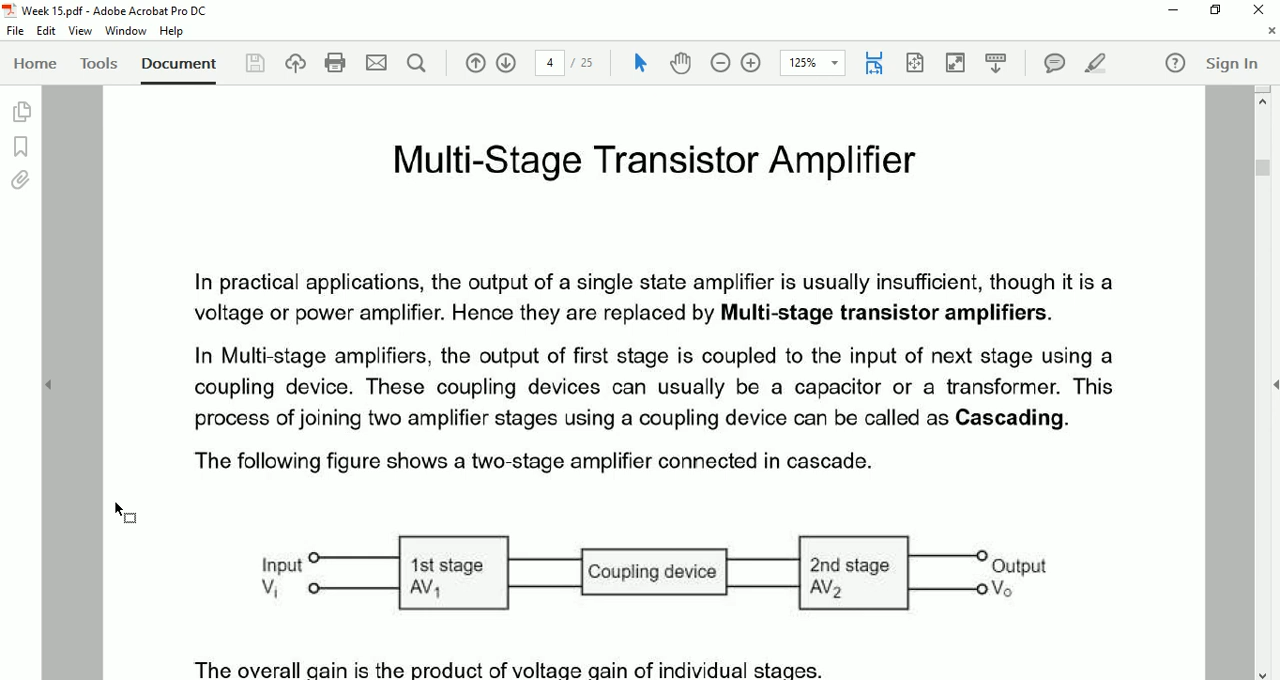 Week 15.pdf - Adobe Acrobat Pro DC
File Edit View Window Help
Home Tools Document 4 / 25 125% Sign In
Multi-Stage Transistor Amplifier
In practical applications, the output of a single state amplifier is usually insufficient, though it is a
voltage or power amplifier. Hence they are replaced by Multi-stage transistor amplifiers.
In Multi-stage amplifiers, the output of first stage is coupled to the input of next stage using a
coupling device. These coupling devices can usually be a capacitor or a transformer. This
process of joining two amplifier stages using a coupling device can be called as Cascading.
The following figure shows a two-stage amplifier connected in cascade.
Input
Vi
1st stage
AV1
Coupling device
2nd stage
AV2
Output
Vo
The overall gain is the product of voltage gain of individual stages.